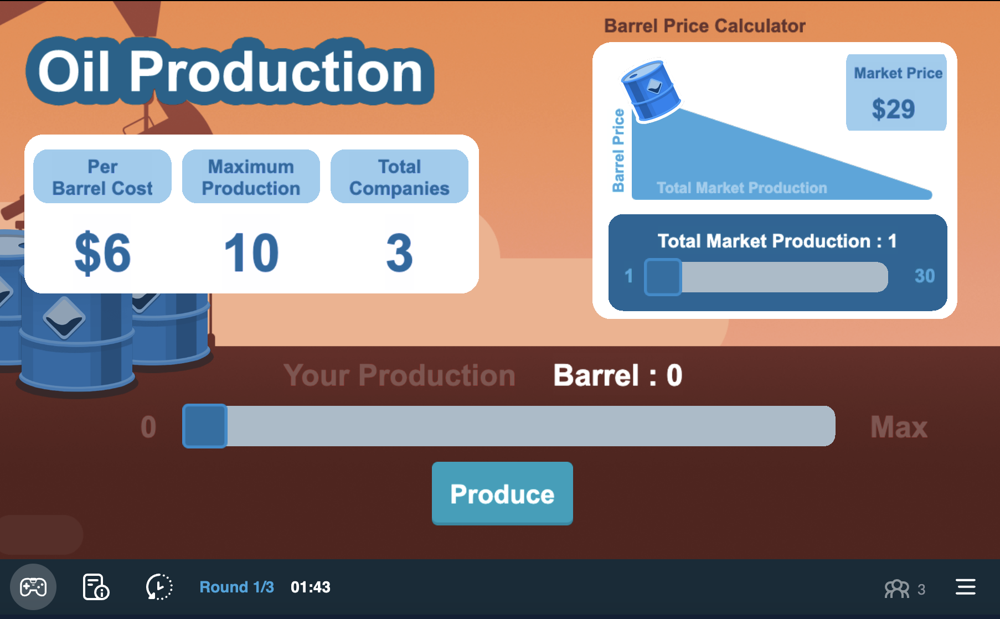 Oil Production
Per
Barrel Cost
Maximum
Production
Total
Companies
$6
10
3
Barrel Price Calculator
Market Price
$29
Barrel Price
Total Market Production
Total Market Production : 1
1
30
Your Production
Barrel : 0
0
Max
Produce
Round 1/3
01:43
3